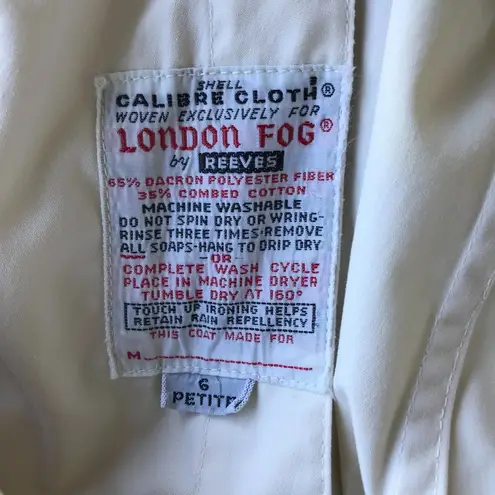 SHELL
CALIBRE CLOTH®
WOVEN EXCLUSIVELY FOR
LONDON FOG®
by REEVES
65% DACRON POLYESTER FIBER
35% COMBED COTTON
MACHINE WASHABLE
DO NOT SPIN DRY OR WRING-
RINSE THREE TIMES-REMOVE
ALL SOAPS-HANG TO DRIP DRY
-OR-
COMPLETE WASH CYCLE
PLACE IN MACHINE DRYER
TUMBLE DRY AT 160°
TOUCH UP IRONING HELPS
RETAIN RAIN REPELLENCY
THIS COAT MADE FOR
M
6
PETITE